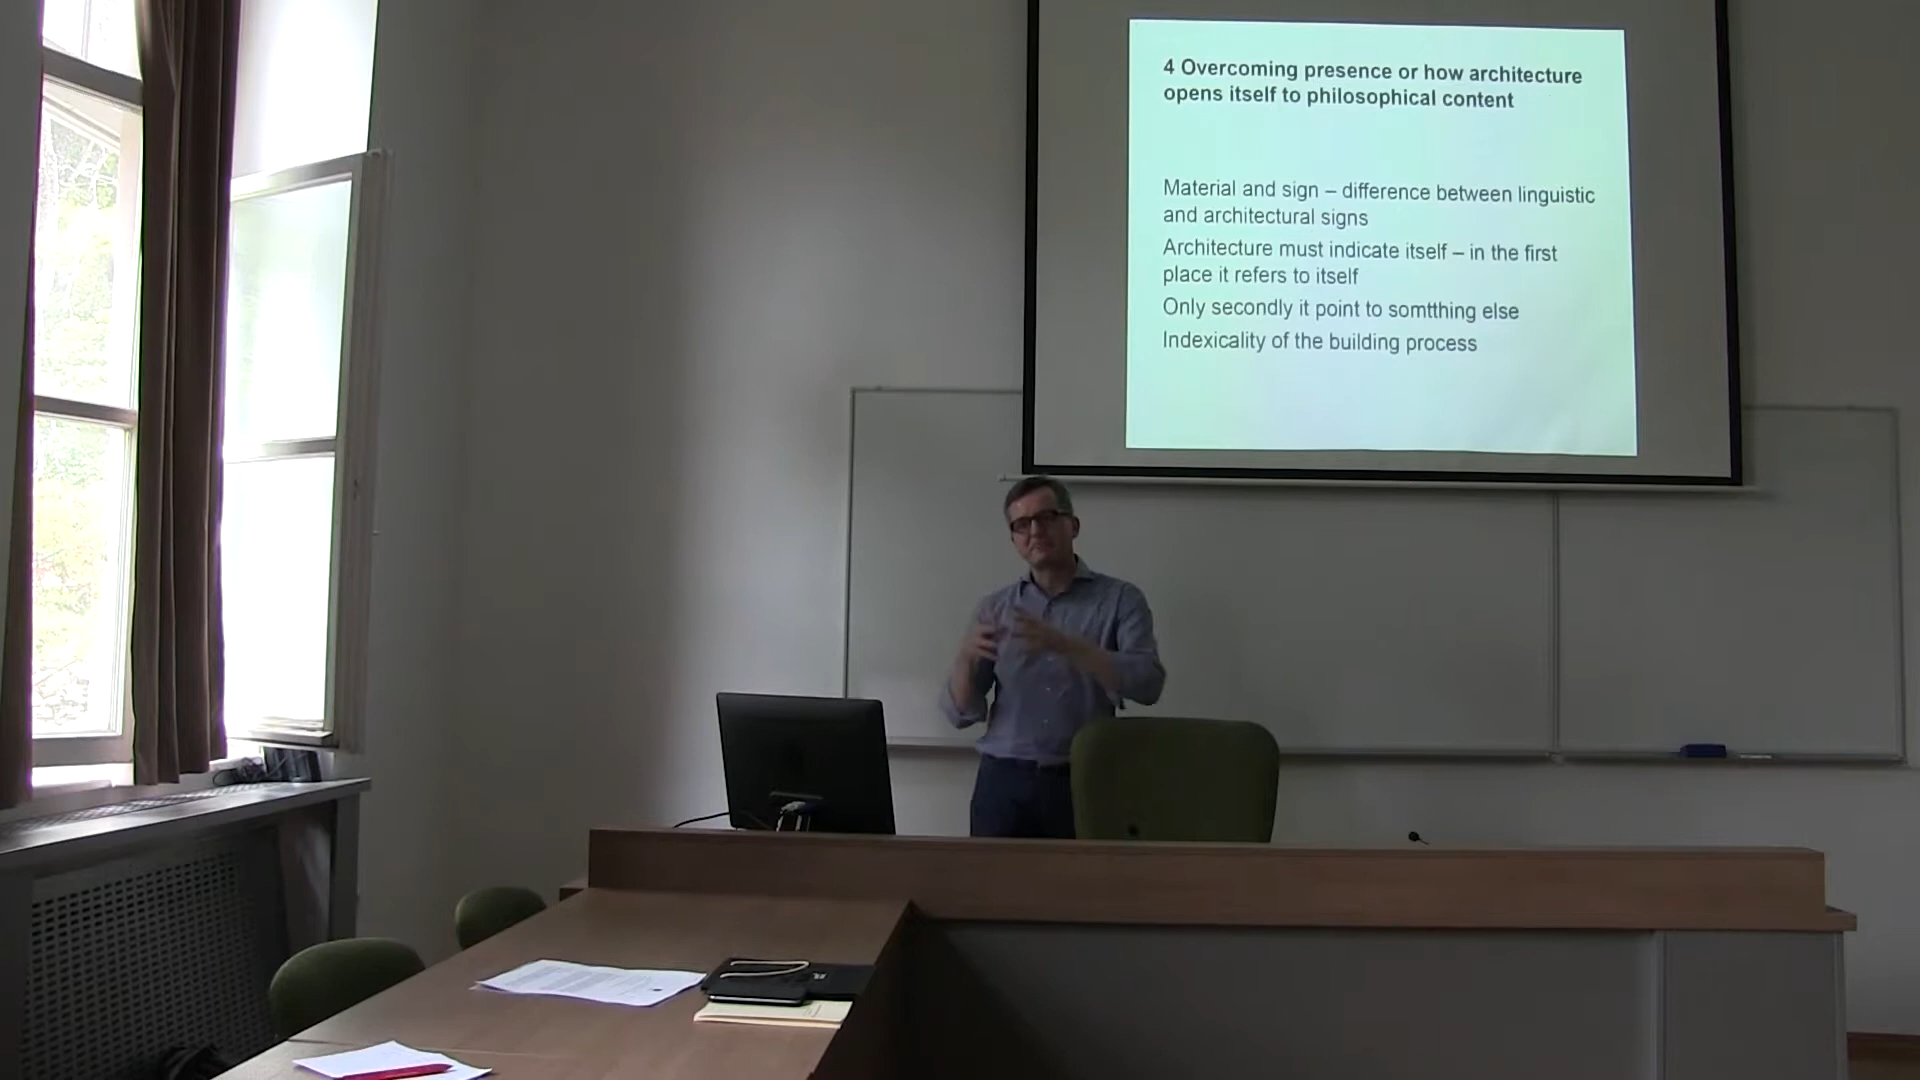 4 Overcoming presence or how architecture
opens itself to philosophical content
Material and sign – difference between linguistic
and architectural signs
Architecture must indicate itself – in the first
place it refers to itself
Only secondly it point to somtthing else
Indexicality of the building process